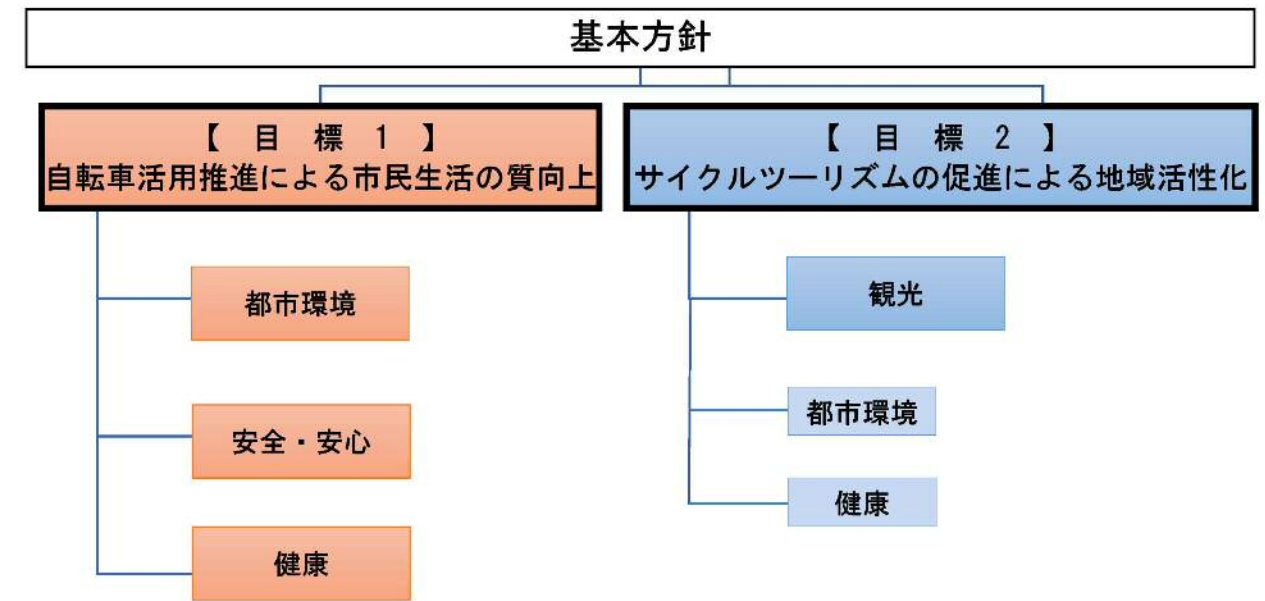 基本方針
【 目 標 1 】
自転車活用推進による市民生活の質向上
都市環境
安全・安心
健康
【 目 標 2 】
サイクルツーリズムの促進による地域活性化
観光
都市環境
健康